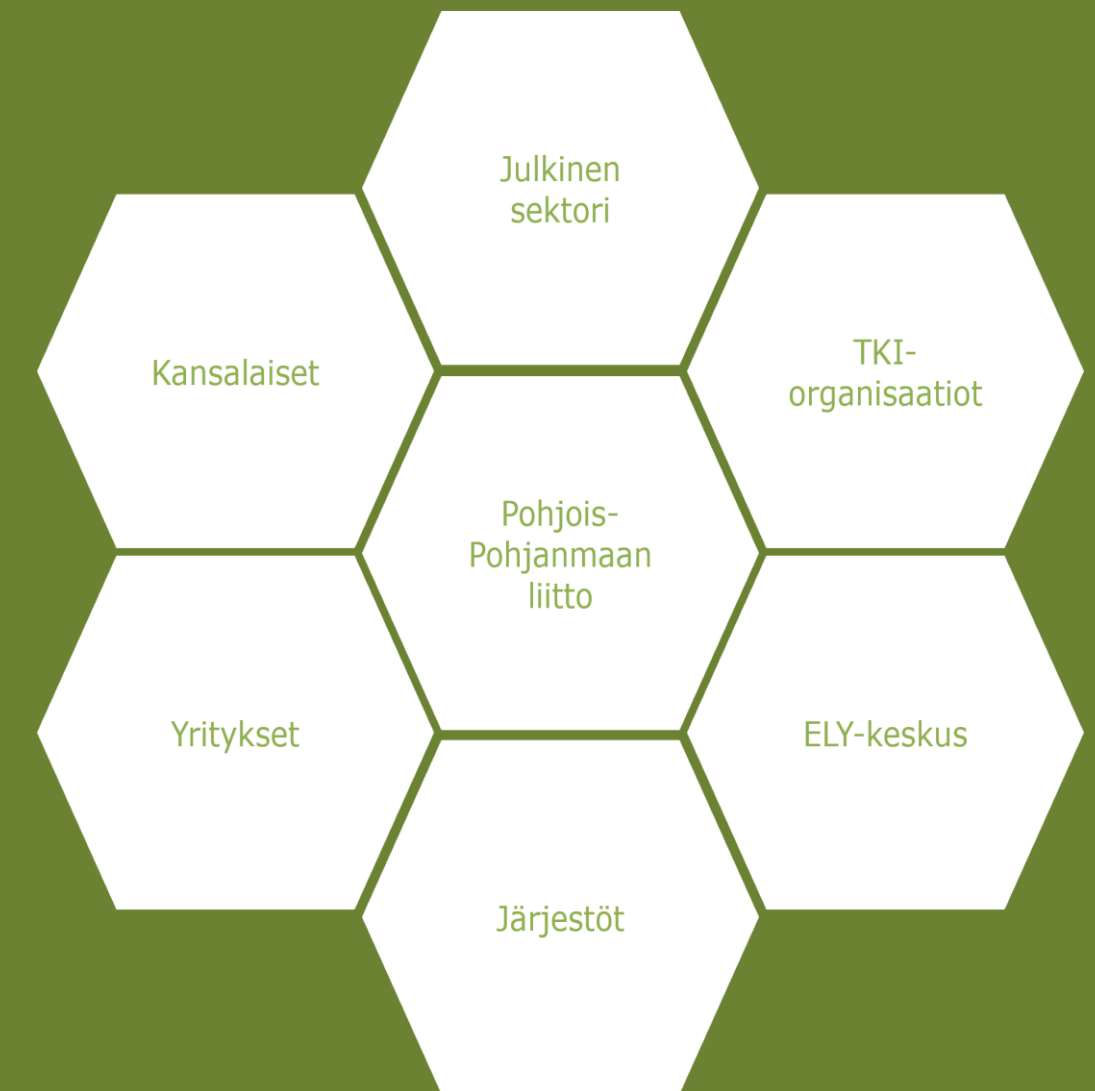 Julkinen
sektori
Kansalaiset
TKI-
organisaatiot
Pohjois-
Pohjanmaan
liitto
Yritykset
ELY-keskus
Järjestöt